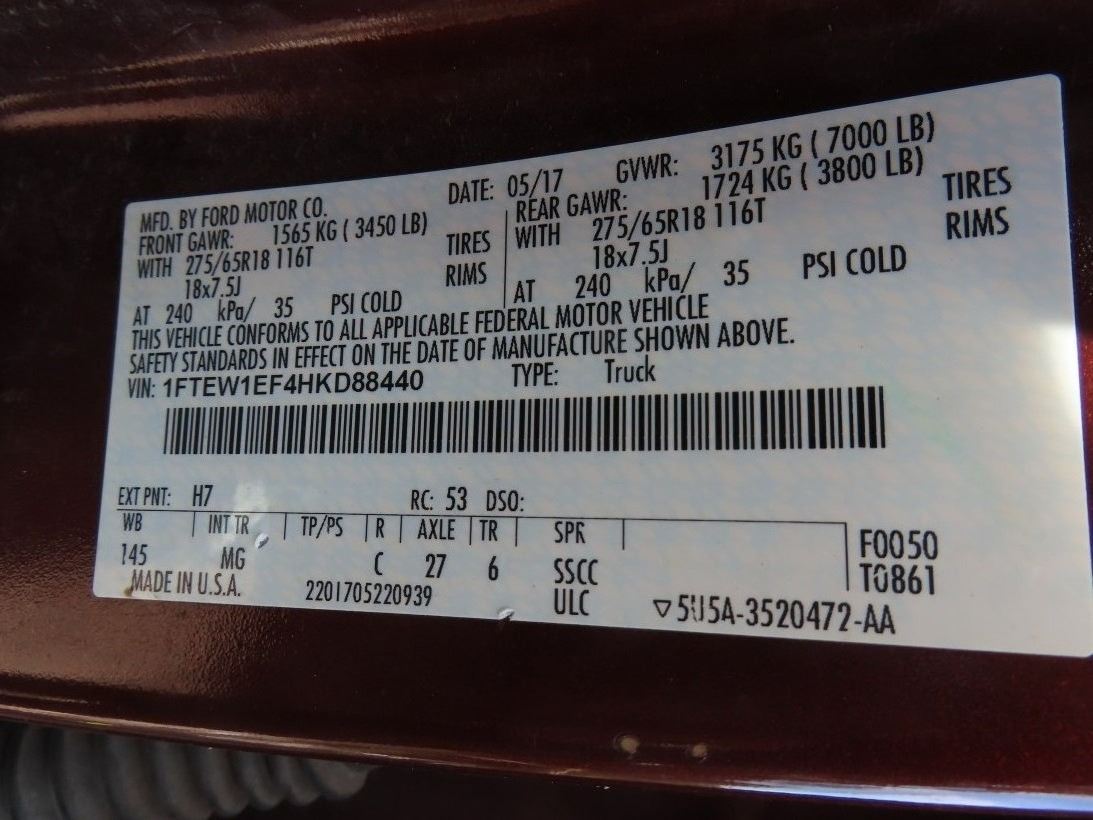 MFD. BY FORD MOTOR CO. DATE: 05/17 GVWR: 3175 KG ( 7000 LB)
FRONT GAWR: 1565 KG ( 3450 LB) REAR GAWR: 1724 KG ( 3800 LB)
WITH 275/65R18 116T TIRES WITH 275/65R18 116T TIRES
18x7.5J RIMS 18x7.5J RIMS
AT 240 kPa/ 35 PSI COLD AT 240 kPa/ 35 PSI COLD
THIS VEHICLE CONFORMS TO ALL APPLICABLE FEDERAL MOTOR VEHICLE
SAFETY STANDARDS IN EFFECT ON THE DATE OF MANUFACTURE SHOWN ABOVE.
VIN: 1FTEW1EF4HKD88440 TYPE: Truck
EXT PNT: H7 RC: 53 DSO:
WB INT TR TP/PS R AXLE TR SPR F0050
145 MG C 27 6 SSCC T0861
MADE IN U.S.A. 2201705220939 ULC ▽5U5A-3520472-AA